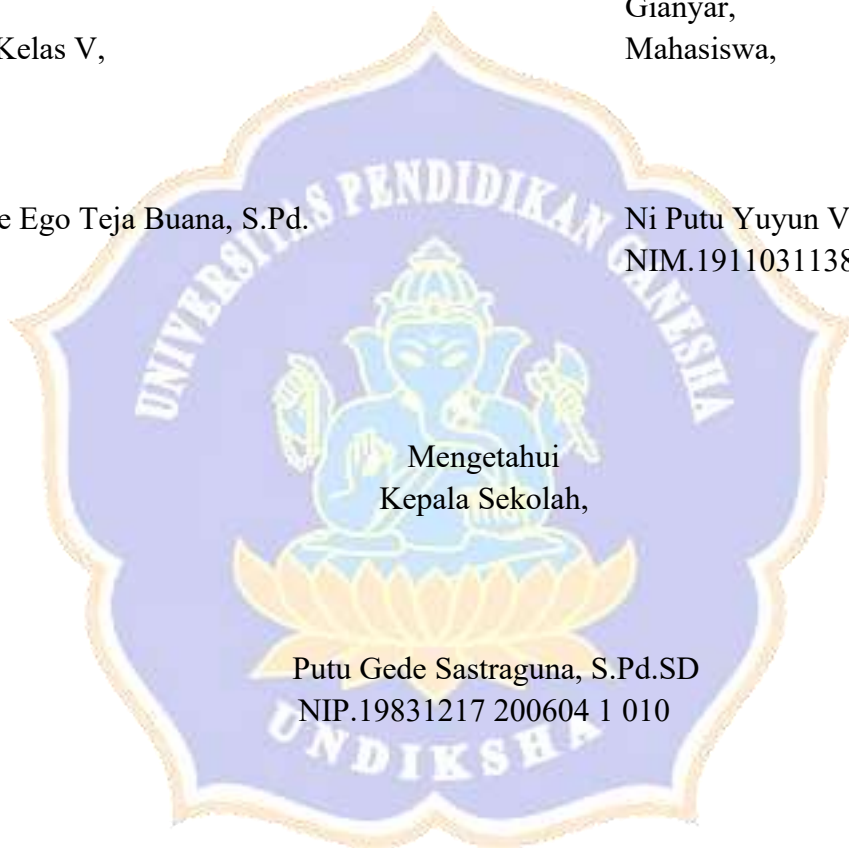 Gianyar,
Kelas V,
Mahasiswa,
e Ego Teja Buana, S.Pd.
Ni Putu Yuyun V
NIM.1911031138
Mengetahui
Kepala Sekolah,
Putu Gede Sastraguna, S.Pd.SD
NIP.19831217 200604 1 010
UNIVERSITAS PENDIDIKAN GANESHA
UNDIKSHA